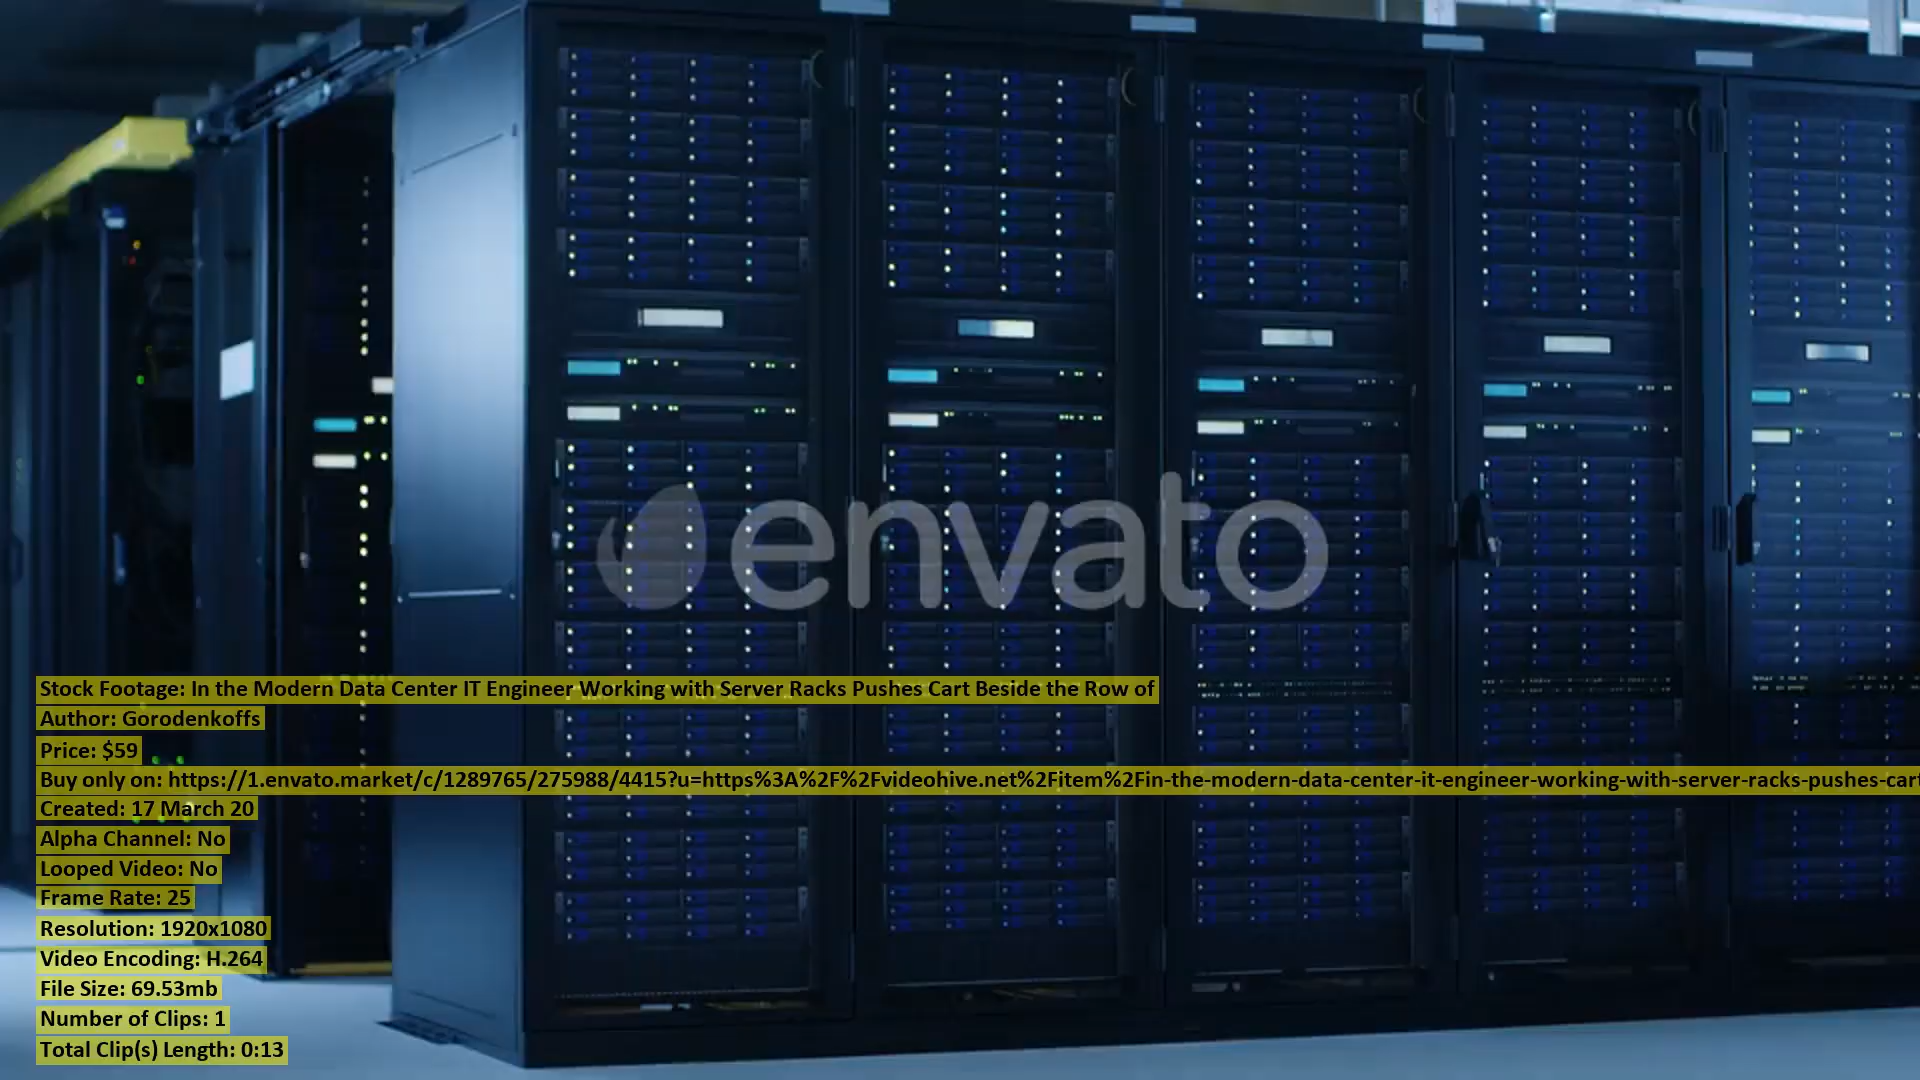 envato
Stock Footage: In the Modern Data Center IT Engineer Working with Server Racks Pushes Cart Beside the Row of
Author: Gorodenkoffs
Price: $59
Buy only on: https://1.envato.market/c/1289765/275988/4415?u=https%3A%2F%2Fvideohive.net%2Fitem%2Fin-the-modern-data-center-it-engineer-working-with-server-racks-pushes-cart
Created: 17 March 20
Alpha Channel: No
Looped Video: No
Frame Rate: 25
Resolution: 1920x1080
Video Encoding: H.264
File Size: 69.53mb
Number of Clips: 1
Total Clip(s) Length: 0:13